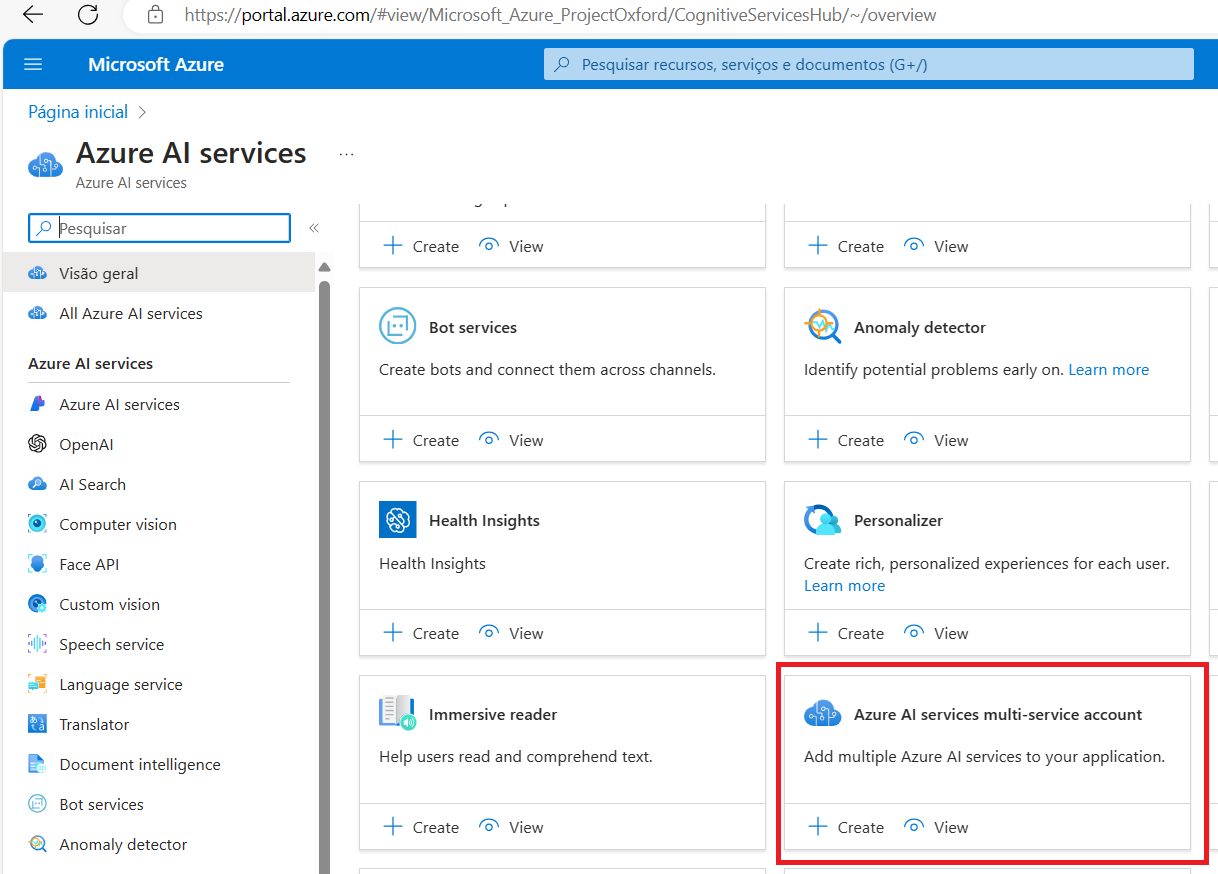 https://portal.azure.com/#view/Microsoft_Azure_ProjectOxford/CognitiveServicesHub/~/overview
Microsoft Azure
Pesquisar recursos, serviços e documentos (G+/)
Página inicial
Azure AI services
...
Azure AI services
Pesquisar
Visão geral
All Azure AI services
Azure AI services
Azure AI services
OpenAI
AI Search
Computer vision
Face API
Custom vision
Speech service
Language service
Translator
Document intelligence
Bot services
Anomaly detector
Create View
Create View
Bot services
Create bots and connect them across channels.
Create View
Anomaly detector
Identify potential problems early on. Learn more
Create View
Health Insights
Health Insights
Create View
Personalizer
Create rich, personalized experiences for each user.
Learn more
Create View
Immersive reader
Help users read and comprehend text.
Create View
Azure AI services multi-service account
Add multiple Azure AI services to your application.
Create View